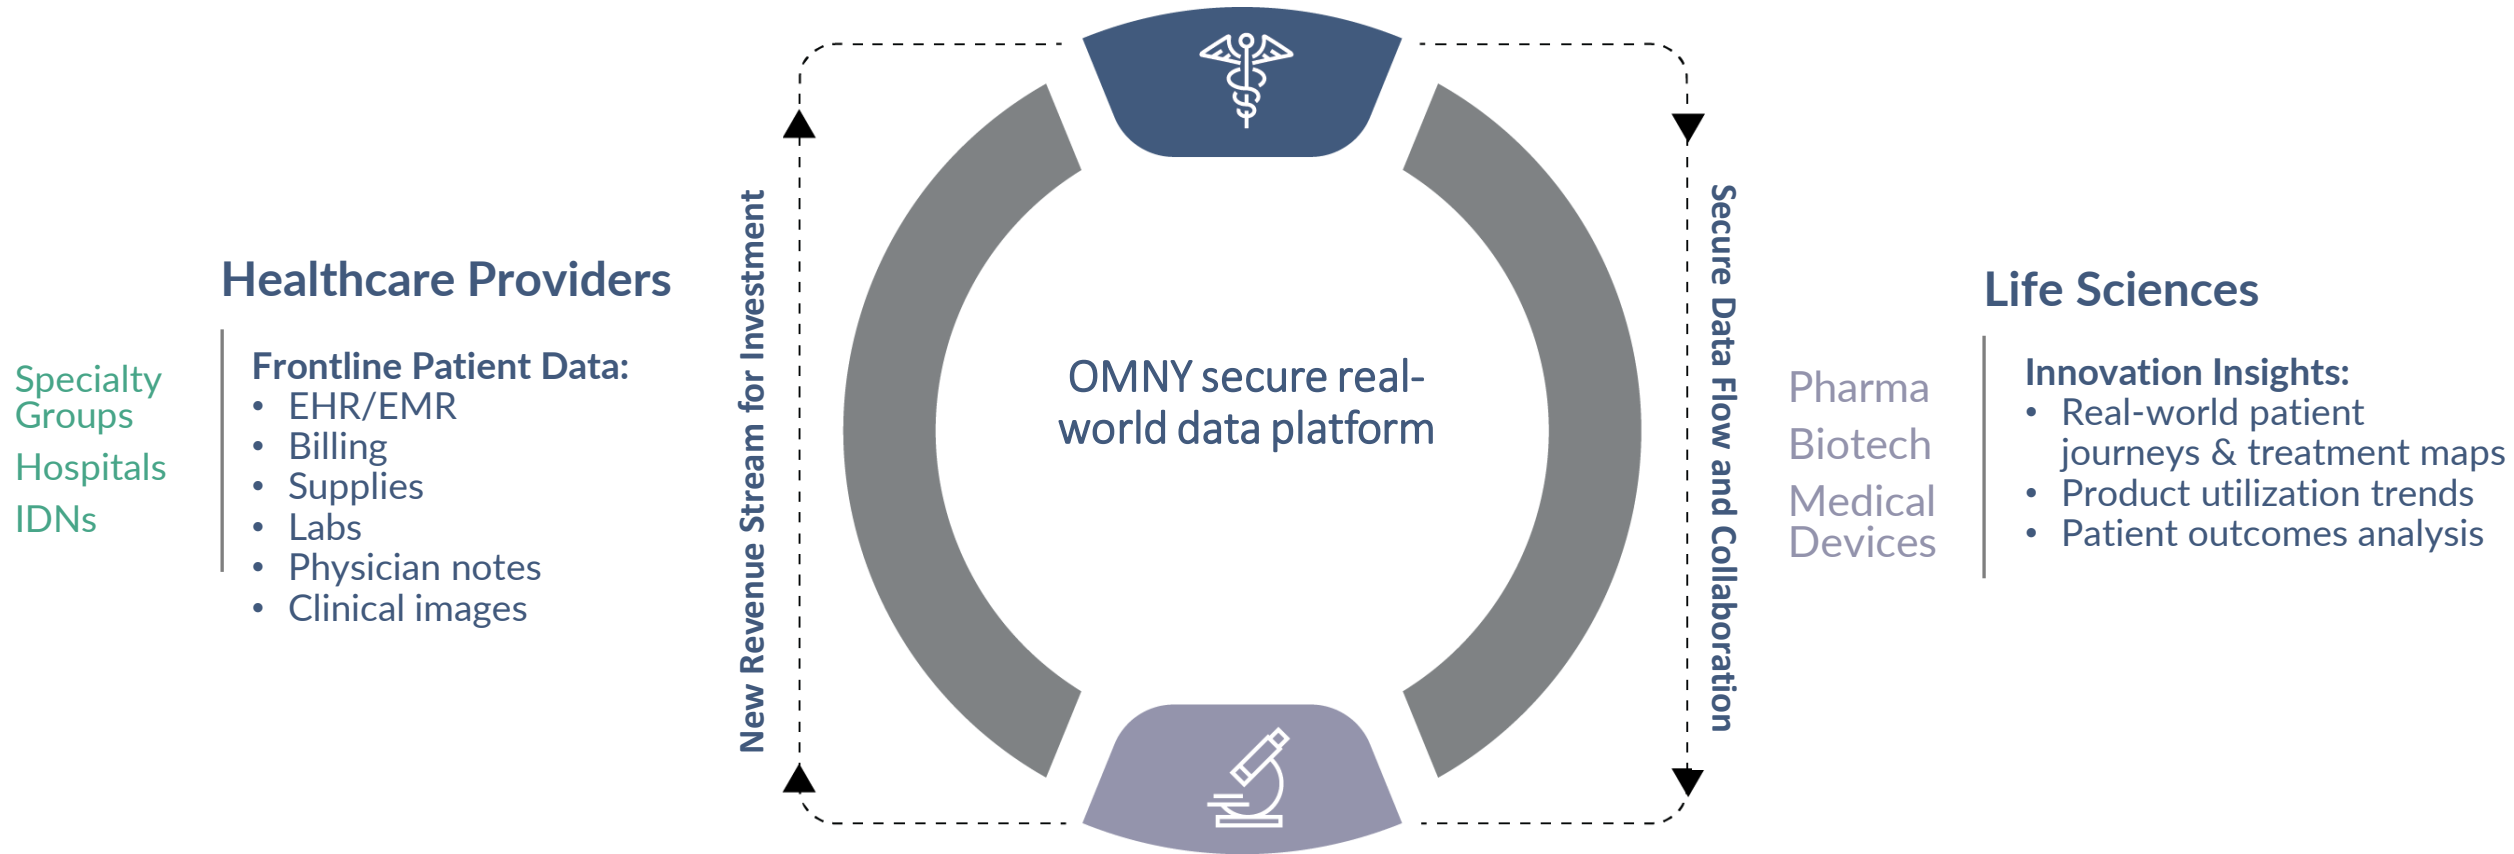 Healthcare Providers
Specialty
Groups
Hospitals
IDNs
Frontline Patient Data:
• EHR/EMR
• Billing
• Supplies
• Labs
• Physician notes
• Clinical images
New Revenue Stream for Investment
OMNY secure real-
world data platform
Secure Data Flow and Collaboration
Life Sciences
Pharma
Biotech
Medical
Devices
Innovation Insights:
• Real-world patient
journeys & treatment maps
• Product utilization trends
• Patient outcomes analysis